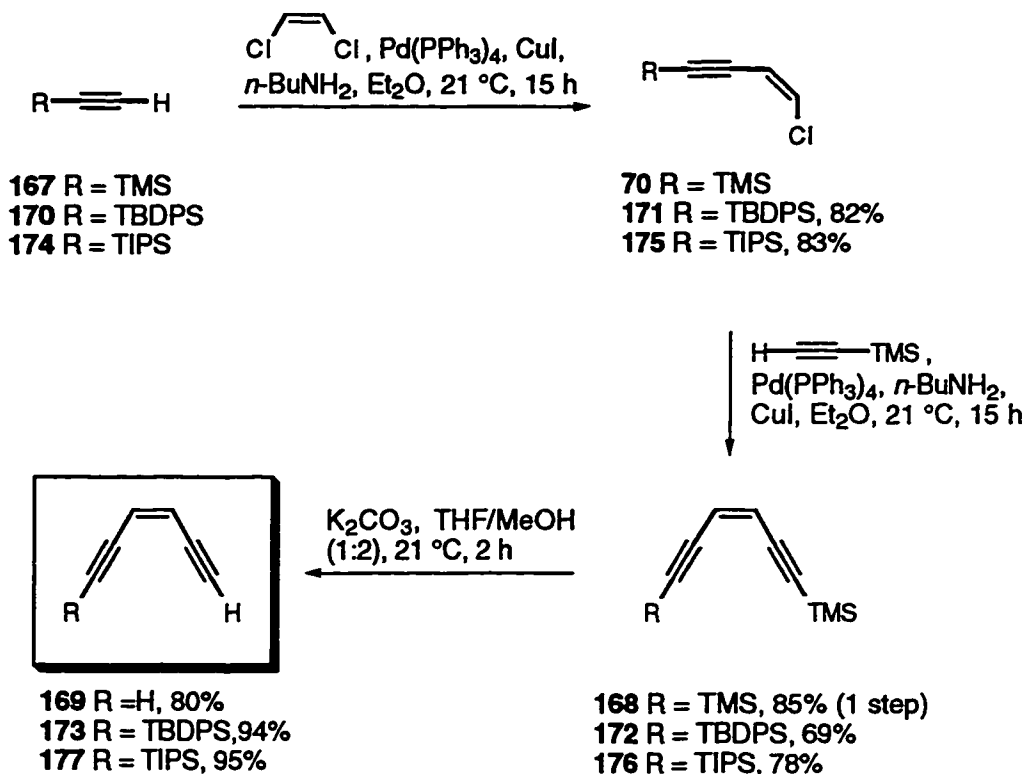 Cl Cl, Pd(PPh3)4, CuI,
n-BuNH2, Et2O, 21 °C, 15 h
R H
R
Cl
167 R = TMS
170 R = TBDPS
174 R = TIPS
70 R = TMS
171 R = TBDPS, 82%
175 R = TIPS, 83%
H TMS ,
Pd(PPh3)4, n-BuNH2,
CuI, Et2O, 21 °C, 15 h
K2CO3, THF/MeOH
(1:2), 21 °C, 2 h
R H
R TMS
169 R =H, 80%
173 R = TBDPS,94%
177 R = TIPS, 95%
168 R = TMS, 85% (1 step)
172 R = TBDPS, 69%
176 R = TIPS, 78%